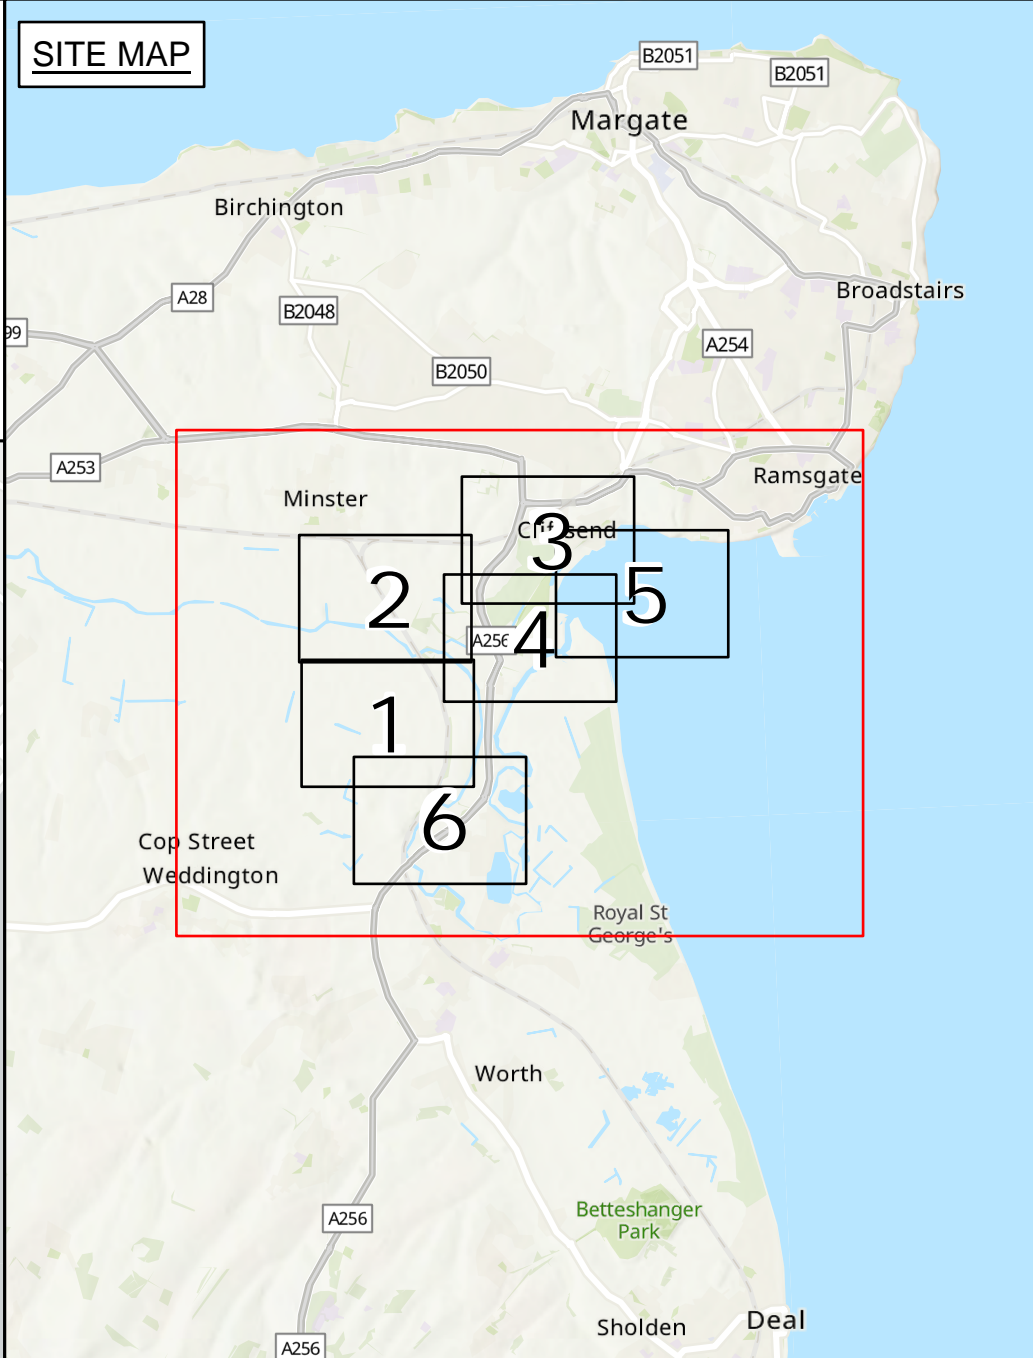 SITE MAP
B2051
B2051
Margate
Birchington
Broadstairs
A28
B2048
99
A254
B2050
A253
Ramsgate
Minster
3
5
2
A256
4
1
6
Cop Street
Weddington
Royal St
George's
Worth
Betteshanger
Park
A256
Deal
Sholden
A256